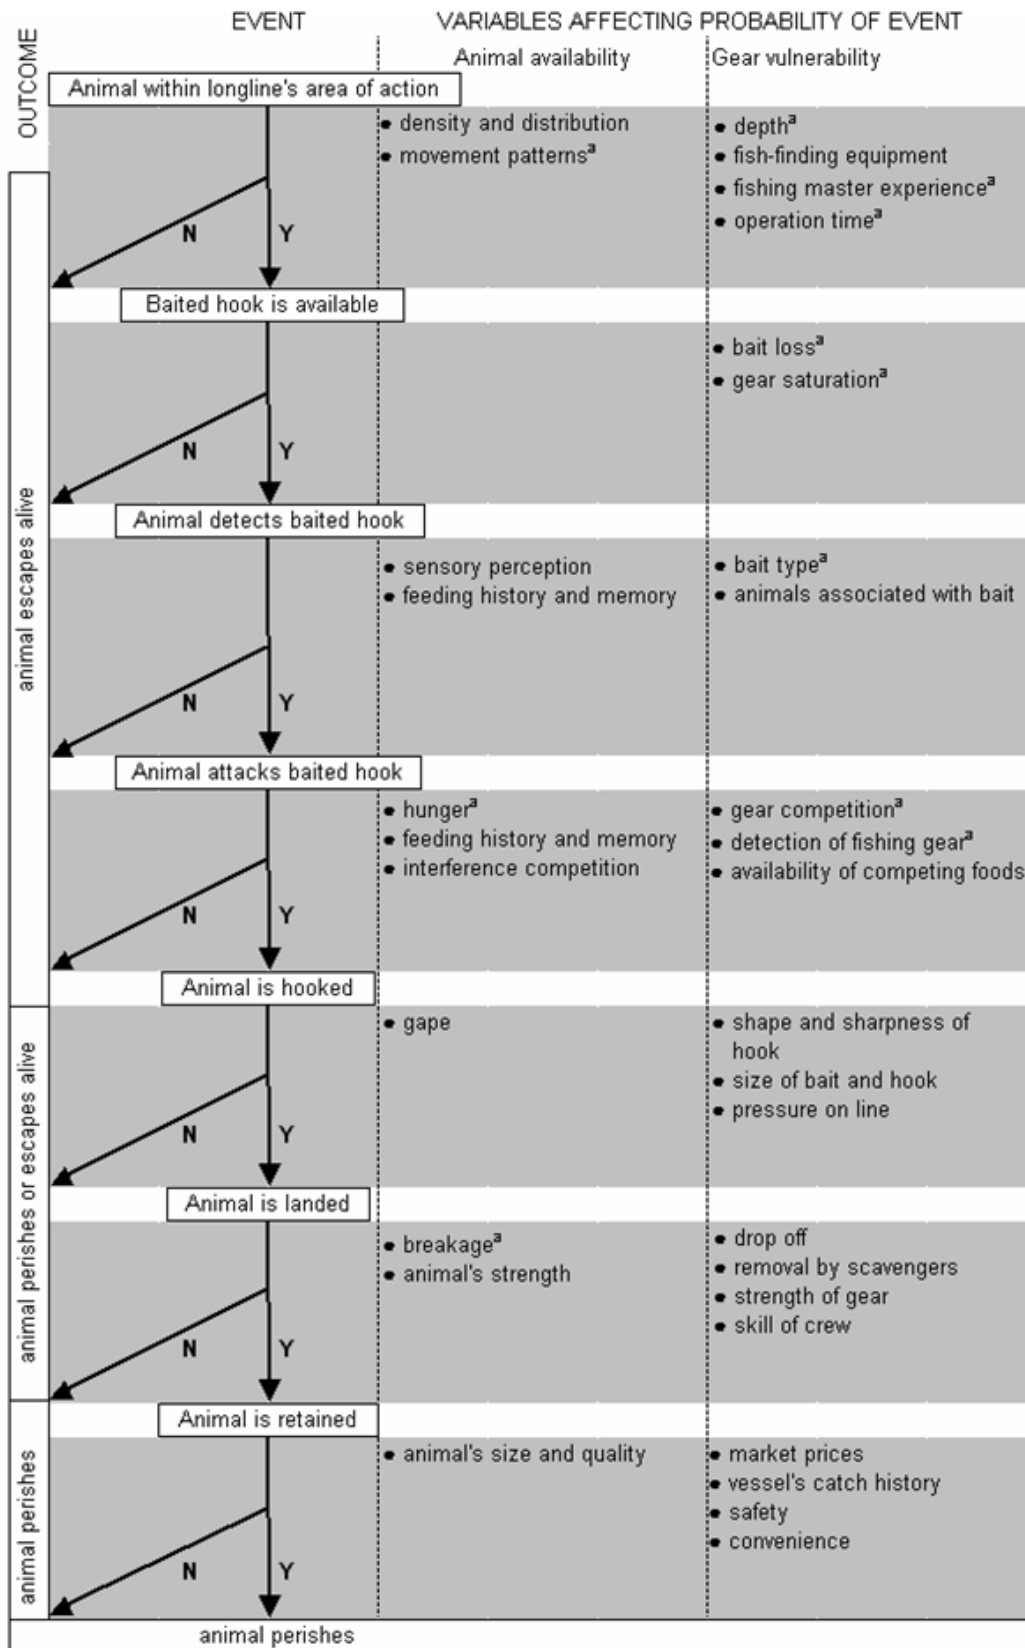 EVENT
VARIABLES AFFECTING PROBABILITY OF EVENT
OUTCOME
Animal availability
Gear vulnerability
Animal within longline's area of action
• density and distribution
• movement patternsᵃ
• depthᵃ
• fish-finding equipment
• fishing master experienceᵃ
• operation timeᵃ
N
Y
animal escapes alive
Baited hook is available
• bait lossᵃ
• gear saturationᵃ
N
Y
Animal detects baited hook
• sensory perception
• feeding history and memory
• bait typeᵃ
• animals associated with bait
N
Y
Animal attacks baited hook
• hungerᵃ
• feeding history and memory
• interference competition
• gear competitionᵃ
• detection of fishing gearᵃ
• availability of competing foods
N
Y
animal perishes or escapes alive
Animal is hooked
• gape
• shape and sharpness of
hook
• size of bait and hook
• pressure on line
N
Y
Animal is landed
• breakageᵃ
• animal's strength
• drop off
• removal by scavengers
• strength of gear
• skill of crew
N
Y
animal perishes
Animal is retained
• animal's size and quality
• market prices
• vessel's catch history
• safety
• convenience
N
Y
animal perishes